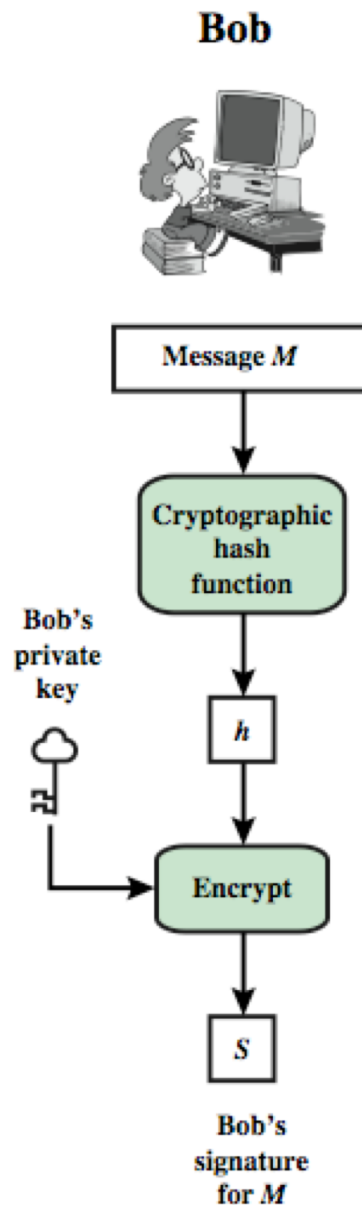 Bob
Message M
Cryptographic
hash
function
Bob's
private
key
h
Encrypt
S
Bob's
signature
for M